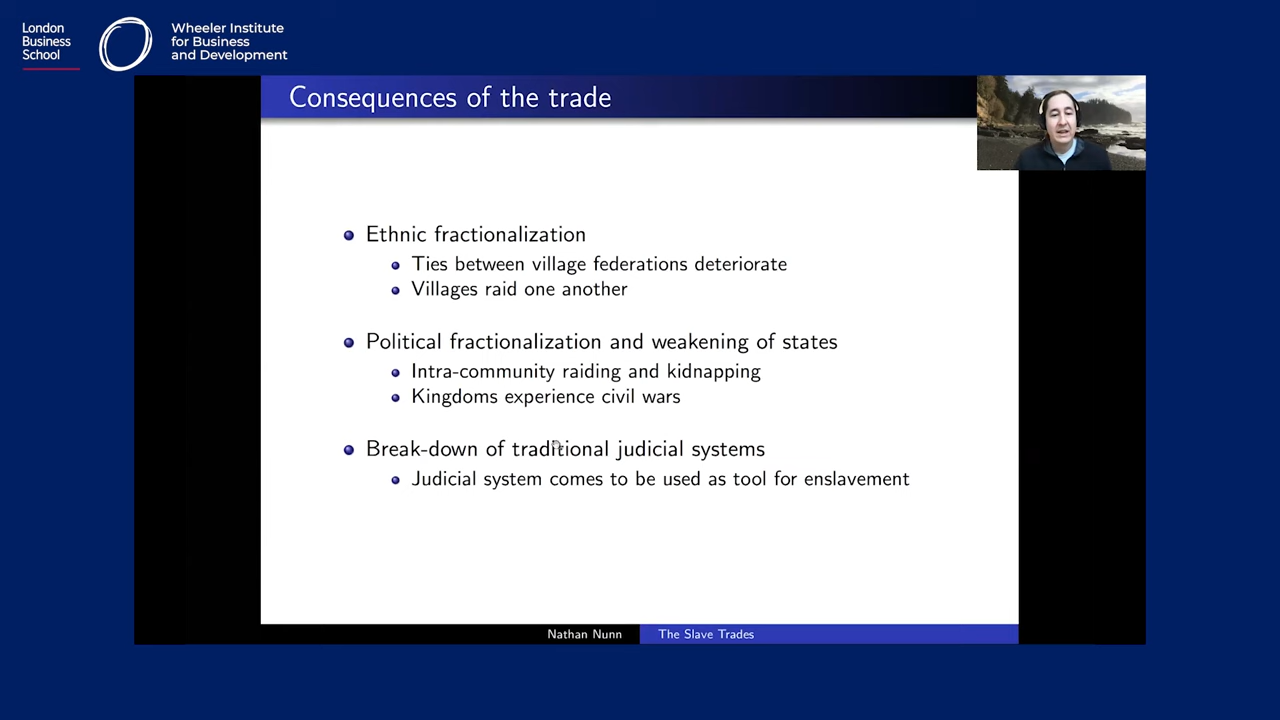 London
Business
School
Wheeler Institute
for Business
and Development
Consequences of the trade
Ethnic fractionalization
Ties between village federations deteriorate
Villages raid one another
Political fractionalization and weakening of states
Intra-community raiding and kidnapping
Kingdoms experience civil wars
Break-down of traditional judicial systems
Judicial system comes to be used as tool for enslavement
Nathan Nunn
The Slave Trades